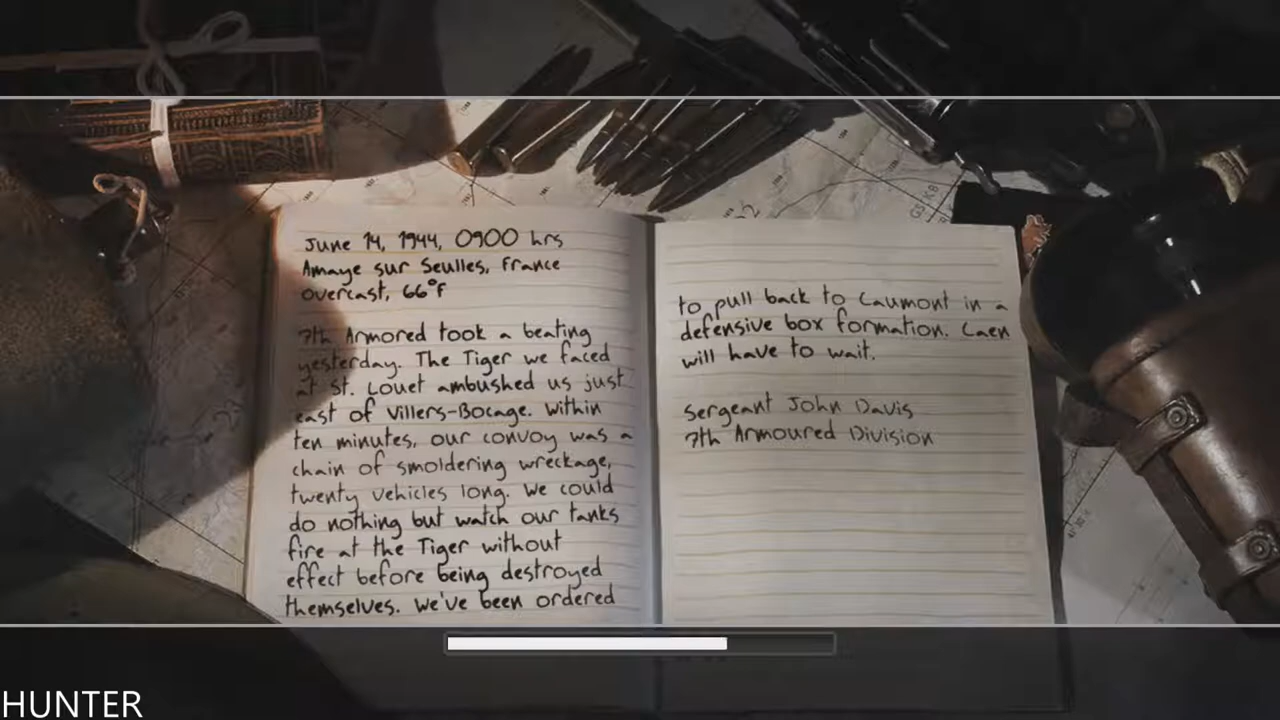 June 14, 1944, 0900 hrs
Amaye sur Seulles, France
Overcast, 66°F
7th Armored took a beating
yesterday. The Tiger we faced
at St. Louet ambushed us just
east of Villers-Bocage. Within
ten minutes, our convoy was a
chain of smoldering wreckage,
twenty vehicles long. We could
do nothing but watch our tanks
fire at the Tiger without
effect before being destroyed
themselves. We've been ordered
to pull back to Caumont in a
defensive box formation. Caen
will have to wait.
Sergeant John Davis
7th Armoured Division
HUNTER